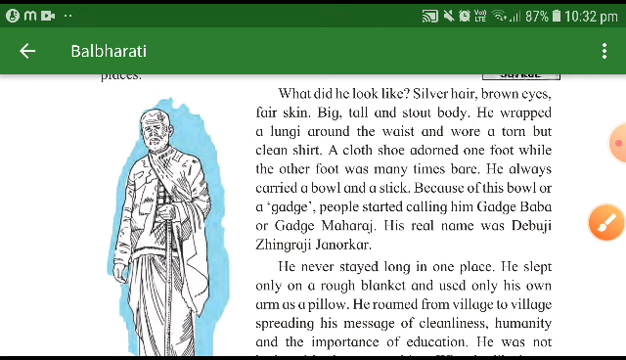 87% 10:32 pm
Balbharati
places.
What did he look like? Silver hair, brown eyes,
fair skin. Big, tall and stout body. He wrapped
a lungi around the waist and wore a torn but
clean shirt. A cloth shoe adorned one foot while
the other foot was many times bare. He always
carried a bowl and a stick. Because of this bowl or
a ‘gadge’, people started calling him Gadge Baba
or Gadge Maharaj. His real name was Debuji
Zhingraji Janorkar.
He never stayed long in one place. He slept
only on a rough blanket and used only his own
arm as a pillow. He roamed from village to village
spreading his message of cleanliness, humanity
and the importance of education. He was not